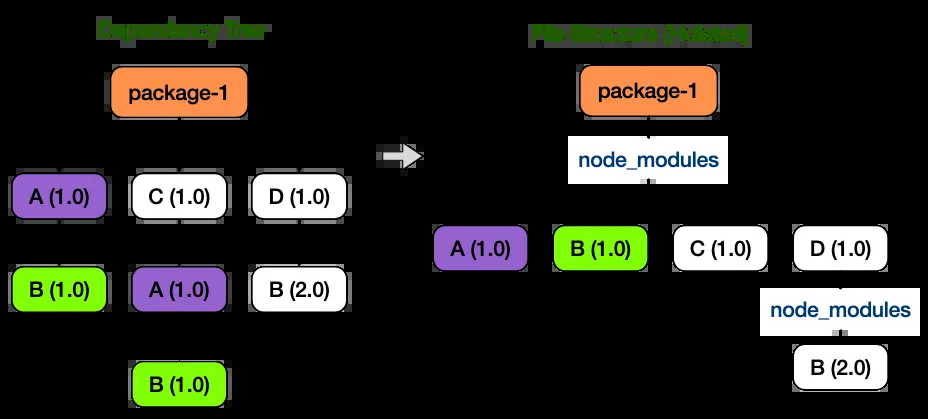 Dependency Tree
File Structure (Hoisted)
package-1
package-1
node_modules
A (1.0)
C (1.0)
D (1.0)
A (1.0)
B (1.0)
C (1.0)
D (1.0)
B (1.0)
A (1.0)
B (2.0)
node_modules
B (1.0)
B (2.0)